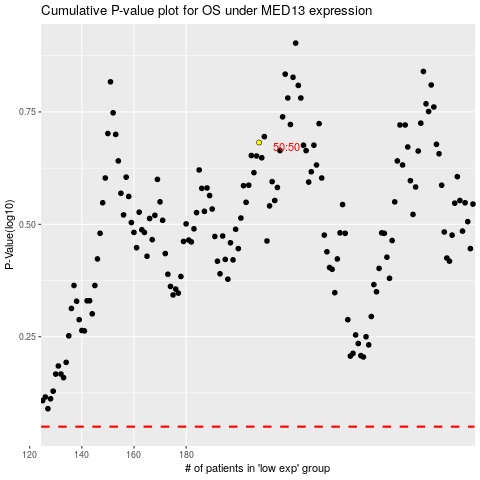 Cumulative P-value plot for OS under MED13 expression
P-Value(log10)
0.75
0.50
0.25
50:50
120 140 160 180
# of patients in 'low exp' group